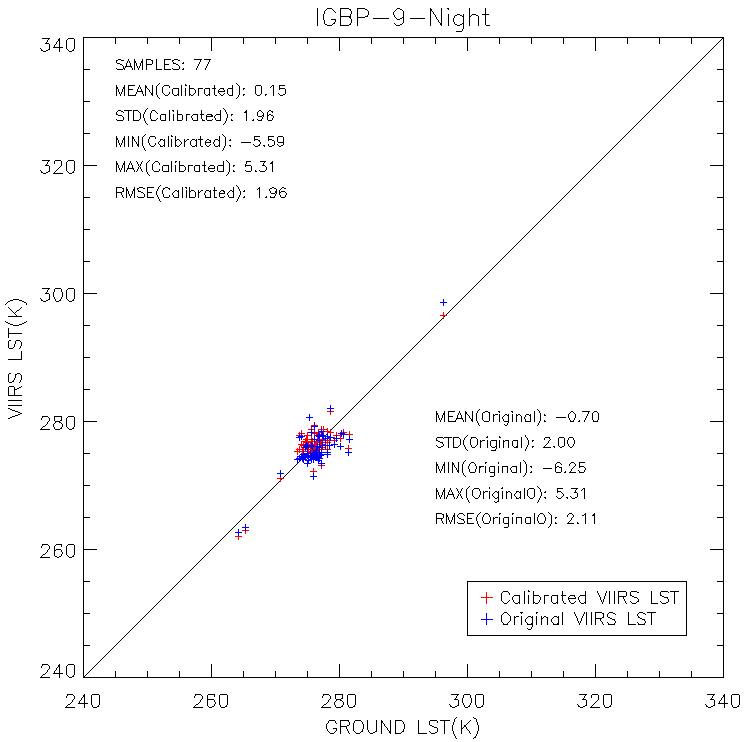 IGBP-9-Night
340
SAMPLES: 77
MEAN(Calibrated): 0.15
STD(Calibrated): 1.96
MIN(Calibrated): -5.59
MAX(Calibrated): 5.31
RMSE(Calibrated): 1.96
320
300
280
260
240
VIIRS LST(K)
MEAN(Original): -0.70
STD(Original): 2.00
MIN(Original): -6.25
MAX(OriginalO): 5.31
RMSE(OriginalO): 2.11
Calibrated VIIRS LST
Original VIIRS LST
240 260 280 300 320 340
GROUND LST(K)